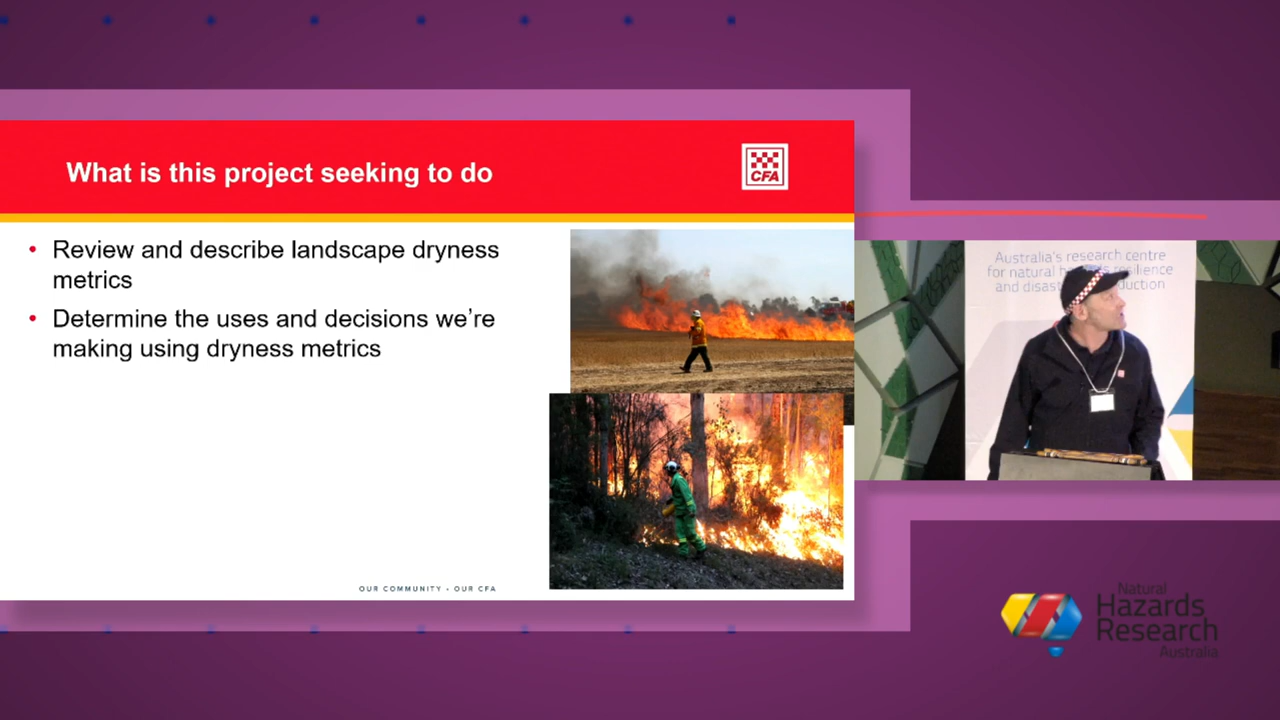 What is this project seeking to do
CFA
Review and describe landscape dryness
metrics
Determine the uses and decisions we're
making using dryness metrics
OUR COMMUNITY • OUR CFA
Australia's research centre
for natural hazards resilience
and disaster reduction
Natural
Hazards
Research
Australia